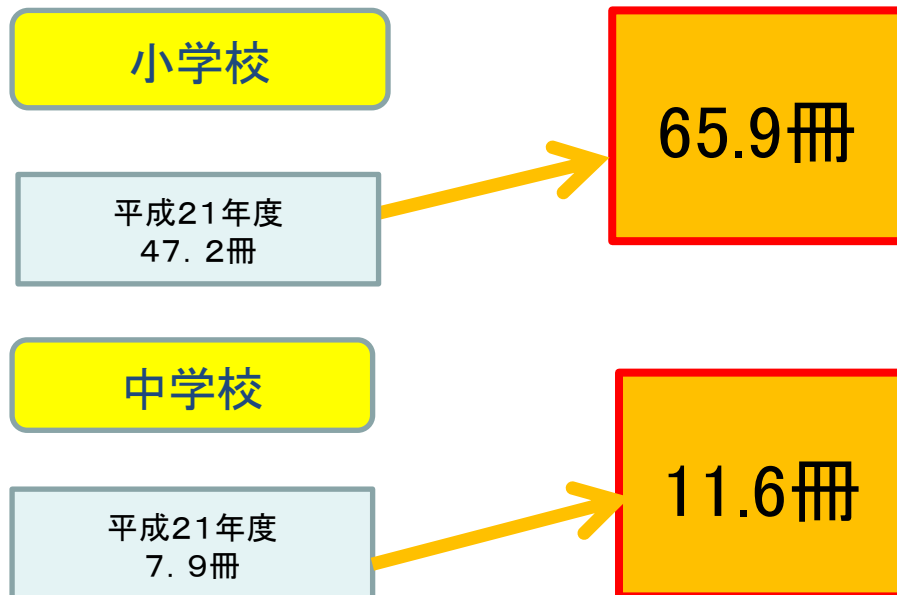 小学校
65.9冊
平成21年度
47．2冊
中学校
11.6冊
平成21年度
7．9冊